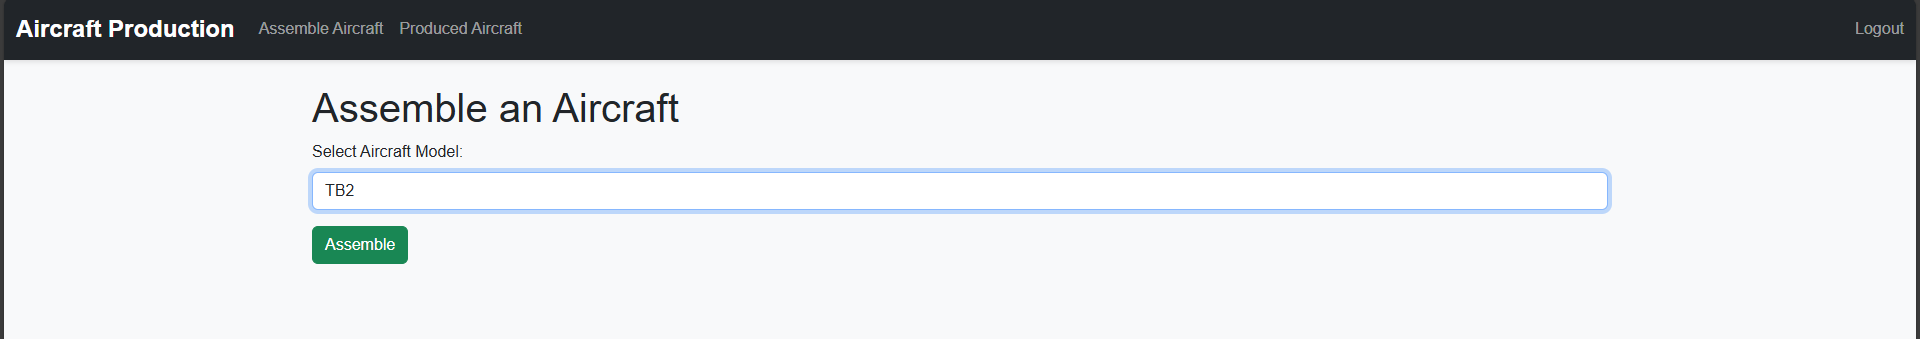 Aircraft Production Assemble Aircraft Produced Aircraft Logout
Assemble an Aircraft
Select Aircraft Model:
TB2
Assemble